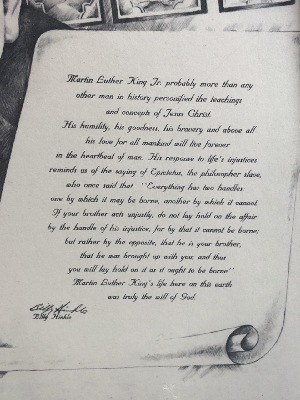 Martin Luther King Jr. probably more than any
other man in history personified the teachings
and concepts of Jesus Christ.
His humility, his goodness, his bravery and above all
his love for all mankind will live forever
in the heartbeat of man. His response to life's injustices
reminds us of the saying of Epictetus, the philosopher slave,
who once said that "Everything has two handles
one by which it may be borne, another by which it cannot.
If your brother acts unjustly, do not lay hold on the affair
by the handle of his injustice, for by that it cannot be borne;
but rather by the opposite, that he is your brother,
that he was brought up with you; and thus
you will lay hold on it as it ought to be borne"
Martin Luther King's life here on this earth
was truly the will of God.